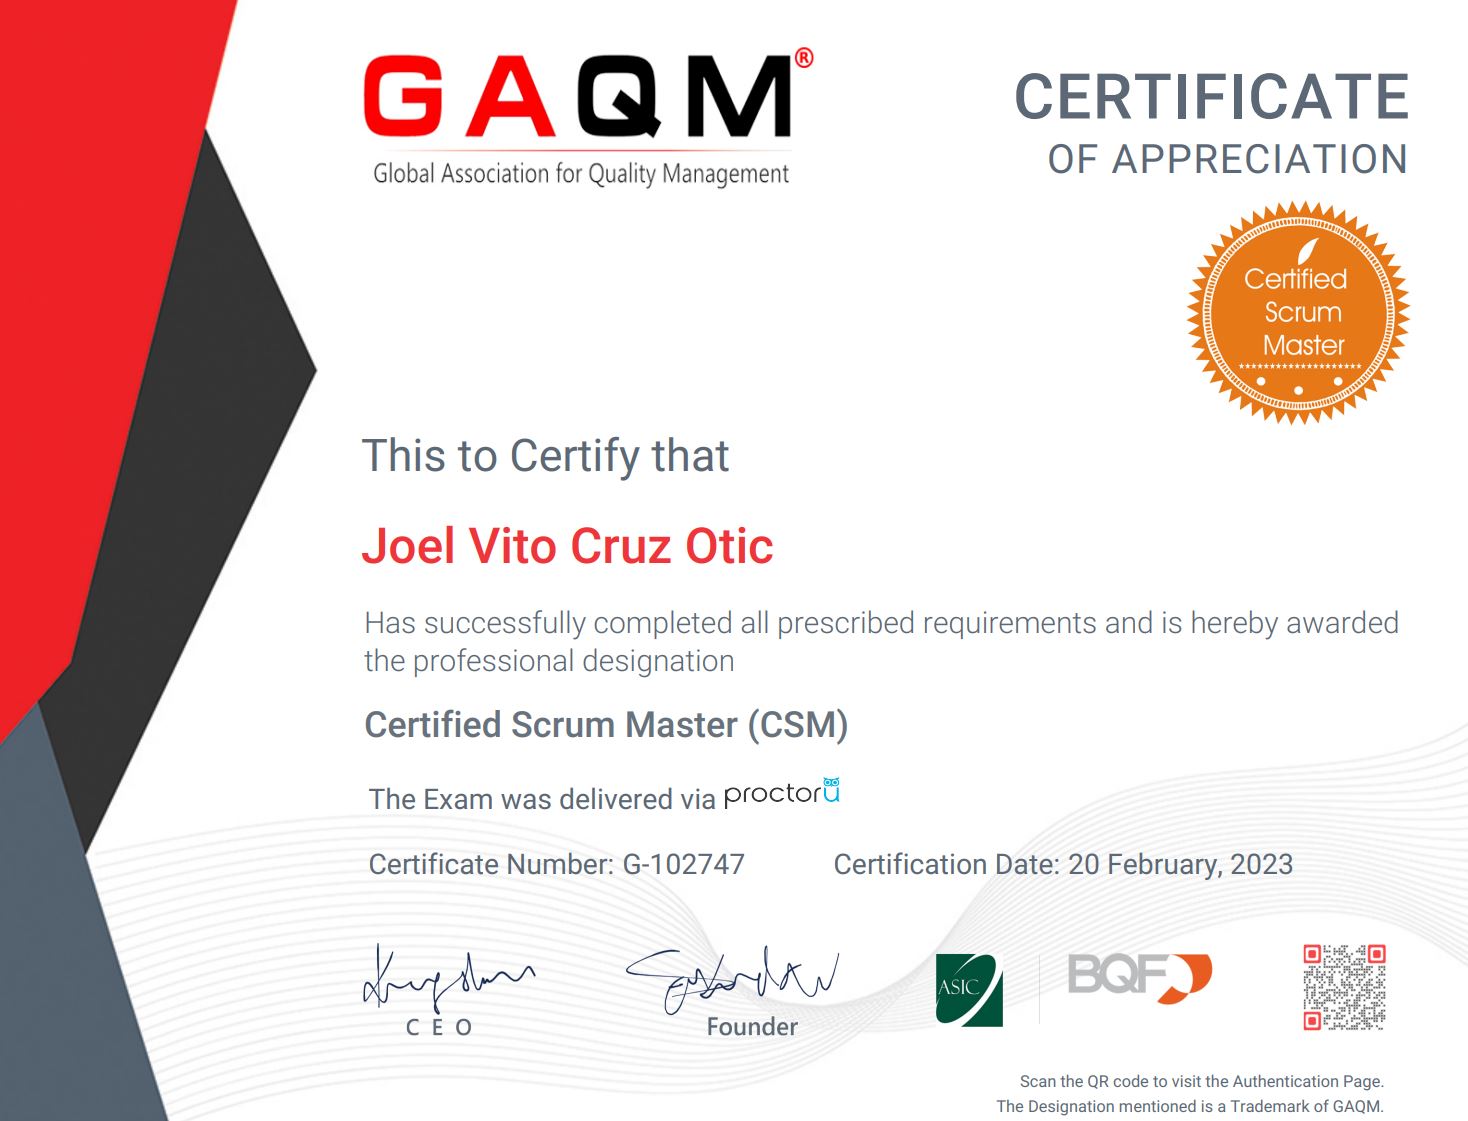 GAQM®
Global Association for Quality Management
CERTIFICATE
OF APPRECIATION
Certified
Scrum
Master
This to Certify that
Joel Vito Cruz Otic
Has successfully completed all prescribed requirements and is hereby awarded
the professional designation
Certified Scrum Master (CSM)
The Exam was delivered via proctoru
Certificate Number: G-102747
Certification Date: 20 February, 2023
CEO
Founder
ASIC
BQF
Scan the QR code to visit the Authentication Page.
The Designation mentioned is a Trademark of GAQM.